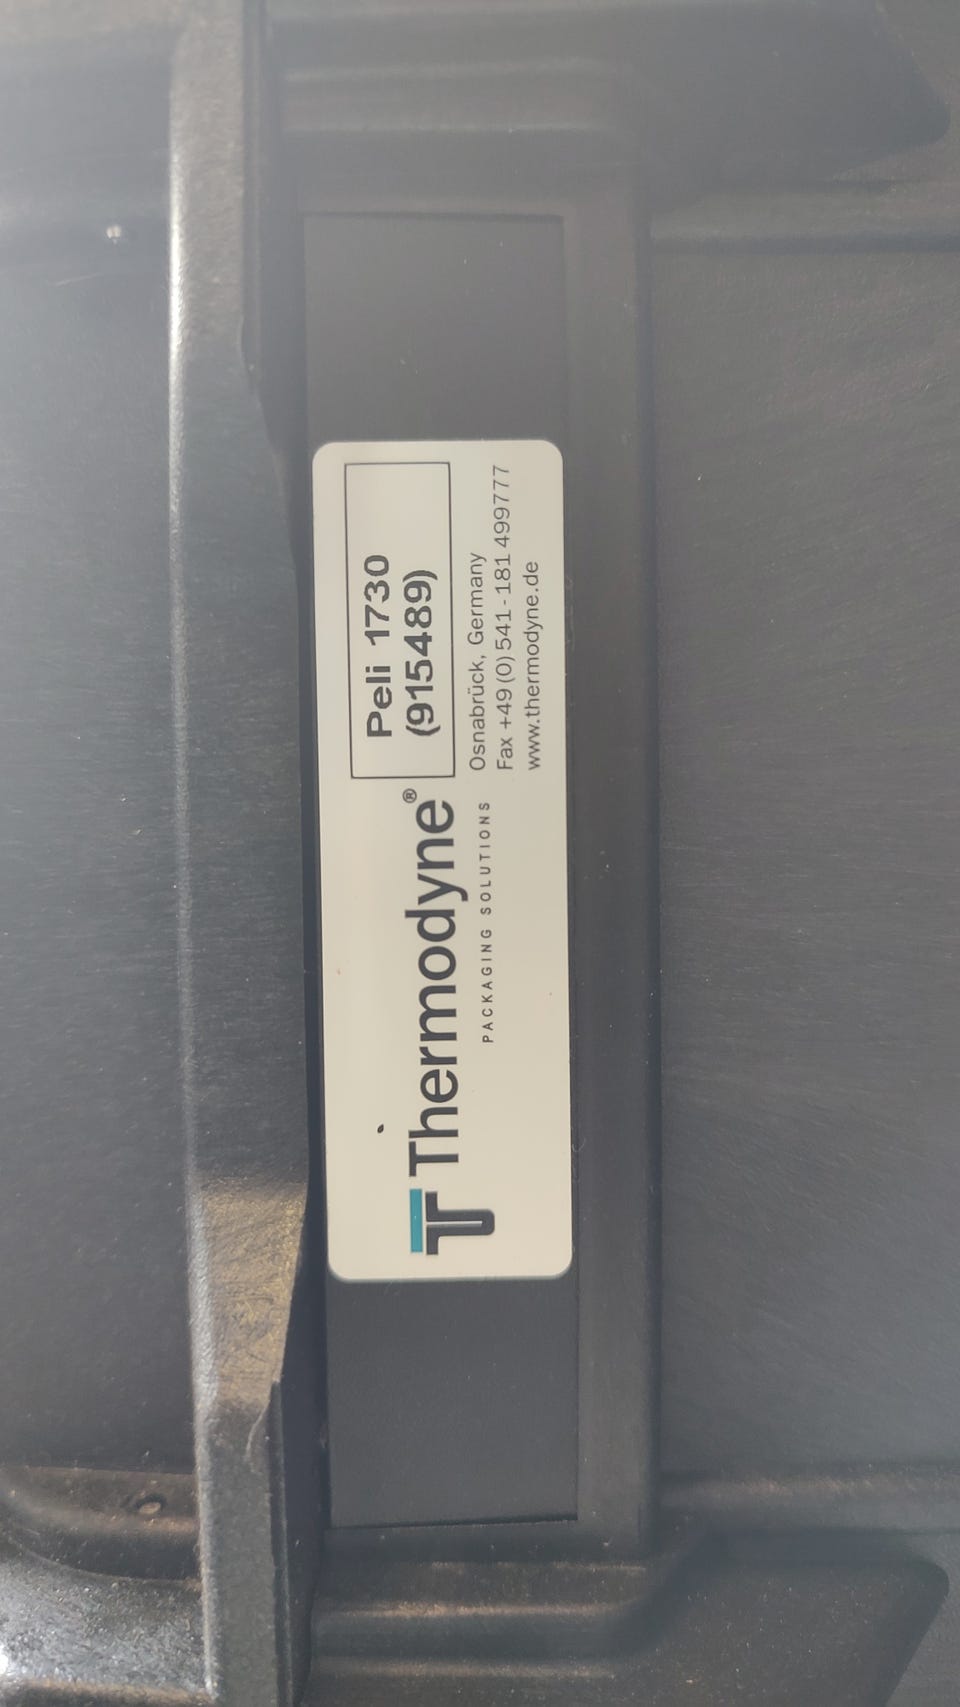 Thermodyne®
PACKAGING SOLUTIONS
Peli 1730
(915489)
Osnabrück, Germany
Fax +49 (0) 541 - 181 499777
www.thermodyne.de